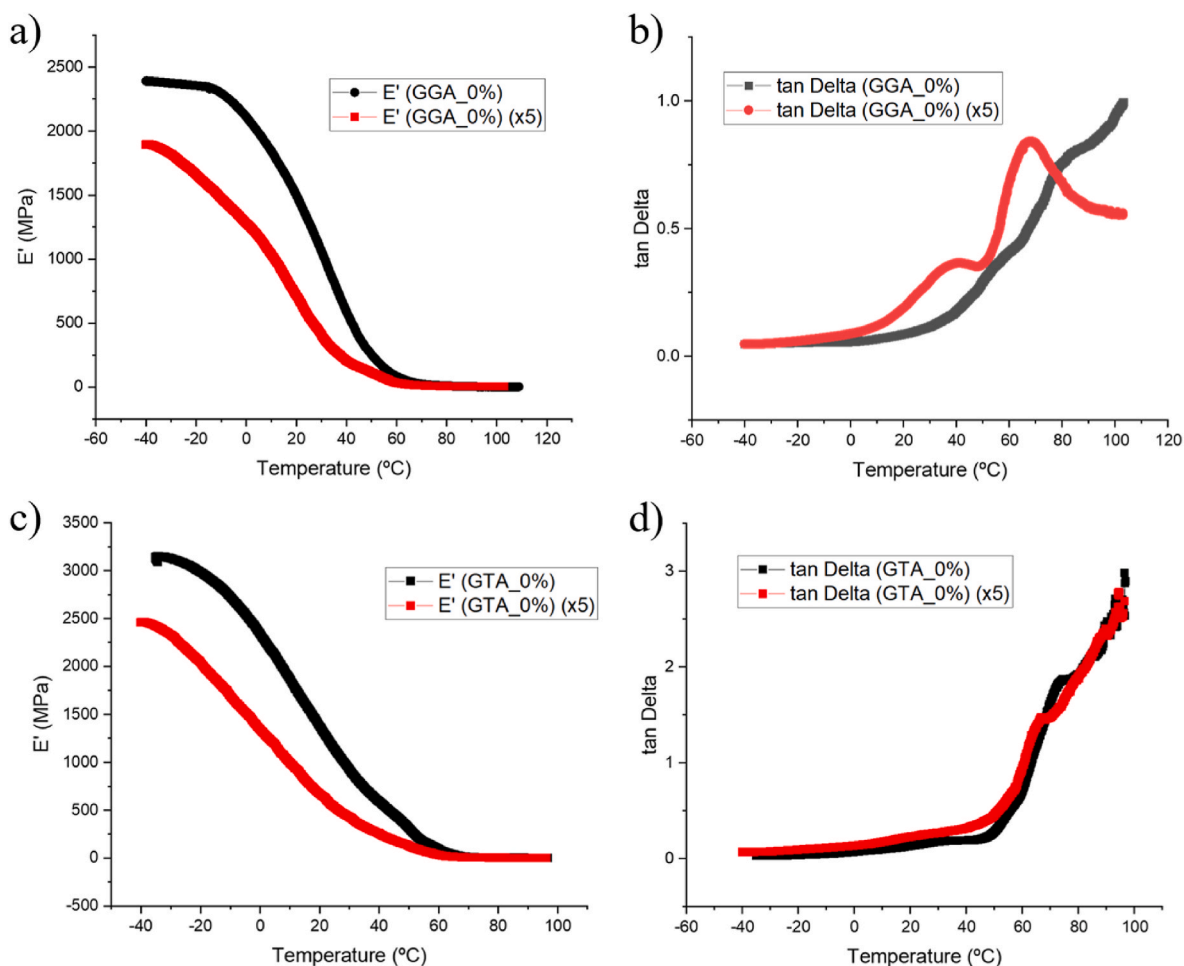 a)
2500
2000
1500
1000
500
0
E' (MPa)
E' (GGA_0%)
E' (GGA_0%) (x5)
-60 -40 -20 0 20 40 60 80 100 120
Temperature (ºC)
b)
1.0
0.5
0.0
tan Delta
tan Delta (GGA_0%)
tan Delta (GGA_0%) (x5)
-60 -40 -20 0 20 40 60 80 100 120
Temperature (ºC)
c)
3500
3000
2500
2000
1500
1000
500
0
-500
E' (MPa)
E' (GTA_0%)
E' (GTA_0%) (x5)
-60 -40 -20 0 20 40 60 80 100
Temperature (ºC)
d)
3
2
1
0
tan Delta
tan Delta (GTA_0%)
tan Delta (GTA_0%) (x5)
-60 -40 -20 0 20 40 60 80 100 120
Temperature (ºC)